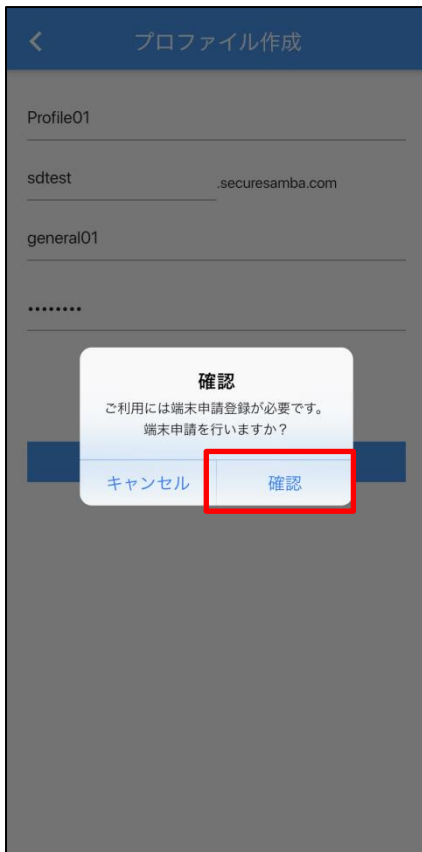 プロファイル作成
Profile01
sdtest .securesamba.com
general01
••••••••
確認
ご利用には端末申請登録が必要です。
端末申請を行いますか？
キャンセル 確認